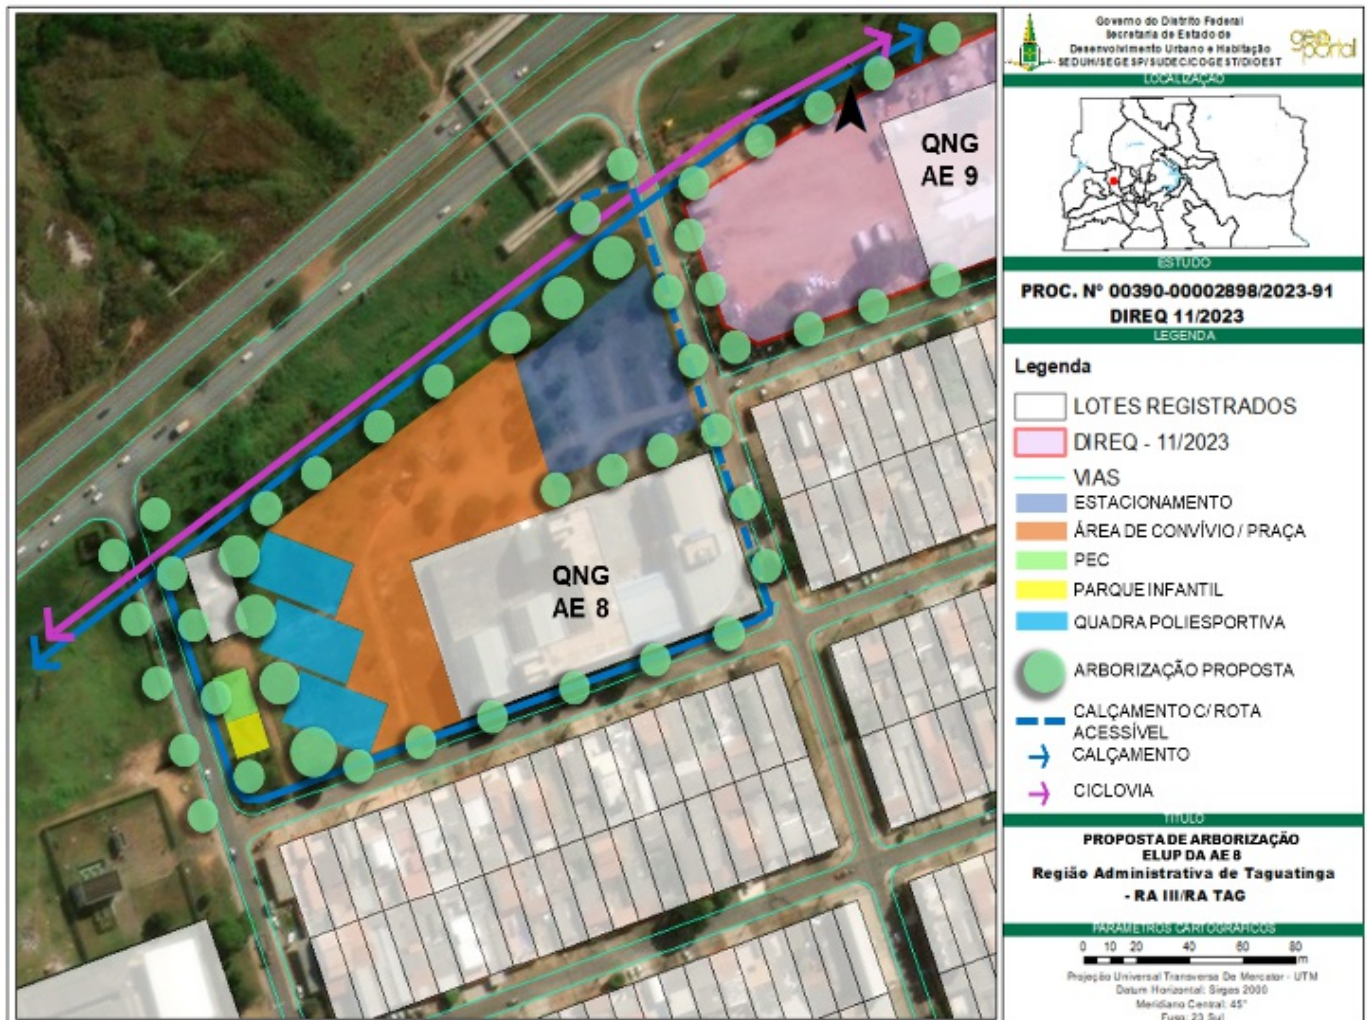 QNG
AE 9
QNG
AE 8
Governo do Distrito Federal
Secretaria de Estado de
Desenvolvimento Urbano e Habitação
SEDUH/SEGESP/SUDEC/COGEST/DIOEST
geo
portal
LOCALIZAÇÃO
ESTUDO
PROC. Nº 00390-00002898/2023-91
DIREQ 11/2023
LEGENDA
Legenda
LOTES REGISTRADOS
DIREQ - 11/2023
VIAS
ESTACIONAMENTO
ÁREA DE CONVÍVIO / PRAÇA
PEC
PARQUE INFANTIL
QUADRA POLIESPORTIVA
ARBORIZAÇÃO PROPOSTA
CALÇAMENTO C/ ROTA
ACESSÍVEL
CALÇAMENTO
CICLOVIA
TÍTULO
PROPOSTA DE ARBORIZAÇÃO
ELUP DA AE 8
Região Administrativa de Taguatinga
- RA III/RA TAG
PARÂMETROS CARTOGRÁFICOS
0 10 20 40 60 80
m
Projeção Universal Transversa De Mercator - UTM
Datum Horizontal: Sirgas 2000
Meridiano Central: 45°
Fuso: 23 Sul